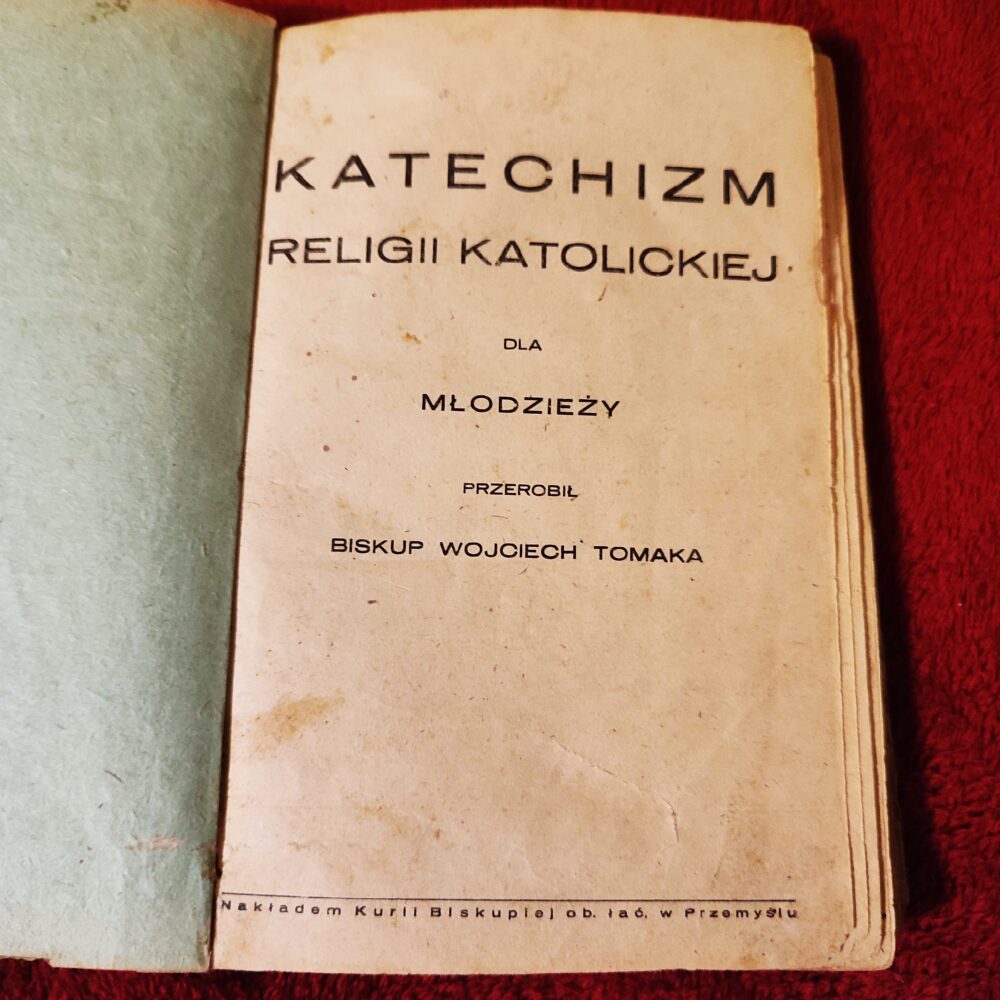 KATECHIZM
RELIGII KATOLICKIEJ
DLA
MŁODZIEŻY
PRZEROBIŁ
BISKUP WOJCIECH TOMAKA
Nakładem Kurii Biskupiej ob. łać. w Przemyślu